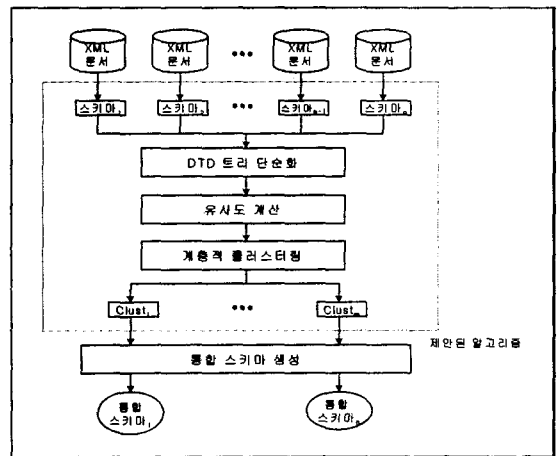 XML
문서
XML
문서
•••
XML
문서
XML
문서
스키마₁
스키마₂
•••
스키마ₙ₋₁
스키마ₙ
DTD 트리 단순화
유사도 계산
계층적 클러스터링
Clust₁
•••
Clustₘ
제안된 알고리즘
통합 스키마 생성
통합
스키마₁
통합
스키마